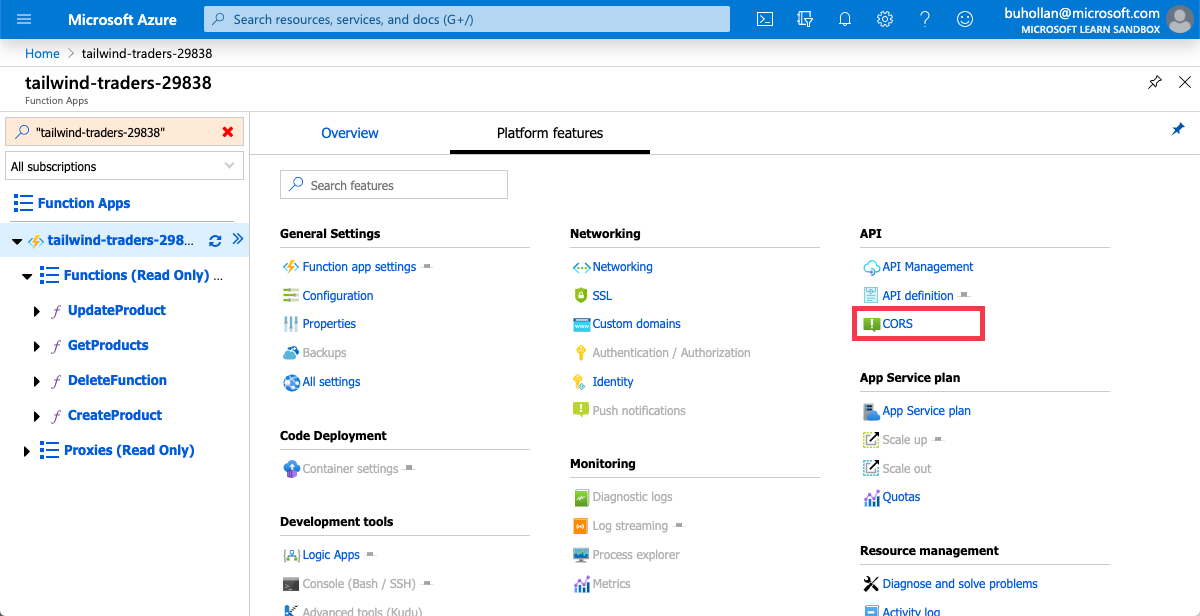 Microsoft Azure
Search resources, services, and docs (G+/)
buhollan@microsoft.com
MICROSOFT LEARN SANDBOX
Home > tailwind-traders-29838
tailwind-traders-29838
Function Apps
"tailwind-traders-29838"
All subscriptions
Function Apps
tailwind-traders-298...
Functions (Read Only) ...
UpdateProduct
GetProducts
DeleteFunction
CreateProduct
Proxies (Read Only)
Overview
Platform features
Search features
General Settings
Function app settings
Configuration
Properties
Backups
All settings
Code Deployment
Container settings
Development tools
Logic Apps
Console (Bash / SSH)
Advanced tools (Kudu)
Networking
Networking
SSL
Custom domains
Authentication / Authorization
Identity
Push notifications
Monitoring
Diagnostic logs
Log streaming
Process explorer
Metrics
API
API Management
API definition
CORS
App Service plan
App Service plan
Scale up
Scale out
Quotas
Resource management
Diagnose and solve problems
Activity log